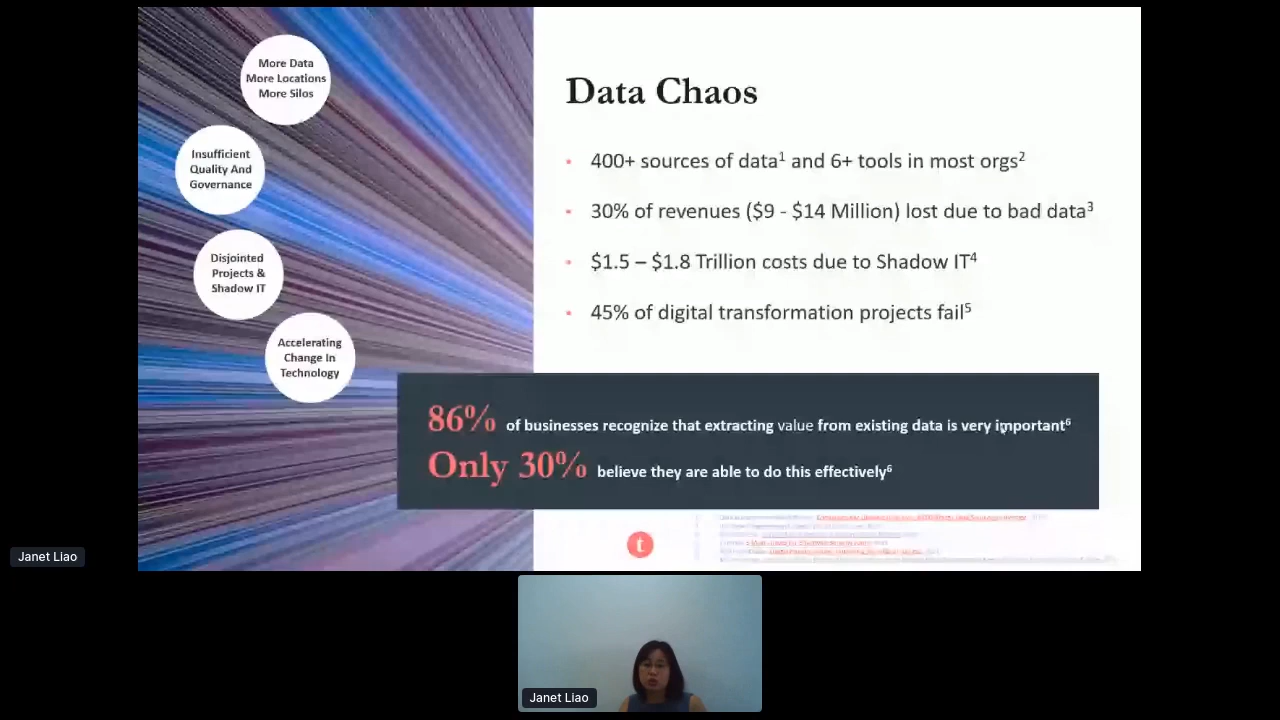 More Data
More Locations
More Silos
Insufficient
Quality And
Governance
Disjointed
Projects &
Shadow IT
Accelerating
Change In
Technology
Data Chaos
• 400+ sources of data¹ and 6+ tools in most orgs²
• 30% of revenues ($9 - $14 Million) lost due to bad data³
• $1.5 – $1.8 Trillion costs due to Shadow IT⁴
• 45% of digital transformation projects fail⁵
86% of businesses recognize that extracting value from existing data is very important⁶
Only 30% believe they are able to do this effectively⁶
t
Janet Liao
Janet Liao